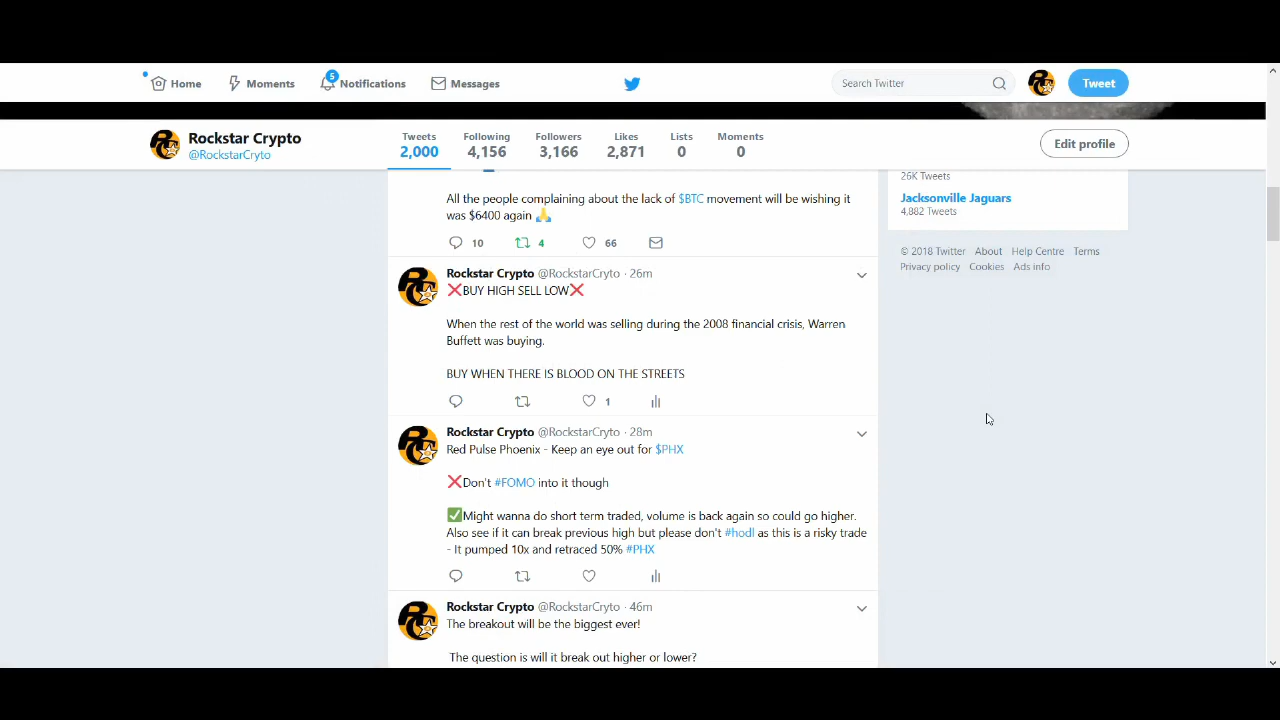 Home
Moments
5
Notifications
Messages
Search Twitter
Tweet
Rockstar Crypto
@RockstarCryto
Tweets
2,000
Following
4,156
Followers
3,166
Likes
2,871
Lists
0
Moments
0
Edit profile
All the people complaining about the lack of $BTC movement will be wishing it
was $6400 again
10
4
66
Rockstar Crypto @RockstarCryto · 26m
❌BUY HIGH SELL LOW❌
When the rest of the world was selling during the 2008 financial crisis, Warren
Buffett was buying.
BUY WHEN THERE IS BLOOD ON THE STREETS
1
Rockstar Crypto @RockstarCryto · 28m
Red Pulse Phoenix - Keep an eye out for $PHX
❌Don't #FOMO into it though
✅Might wanna do short term traded, volume is back again so could go higher.
Also see if it can break previous high but please don't #hodl as this is a risky trade
- It pumped 10x and retraced 50% #PHX
Rockstar Crypto @RockstarCryto · 46m
The breakout will be the biggest ever!
The question is will it break out higher or lower?
26K Tweets
Jacksonville Jaguars
4,882 Tweets
© 2018 Twitter About Help Centre Terms
Privacy policy Cookies Ads info